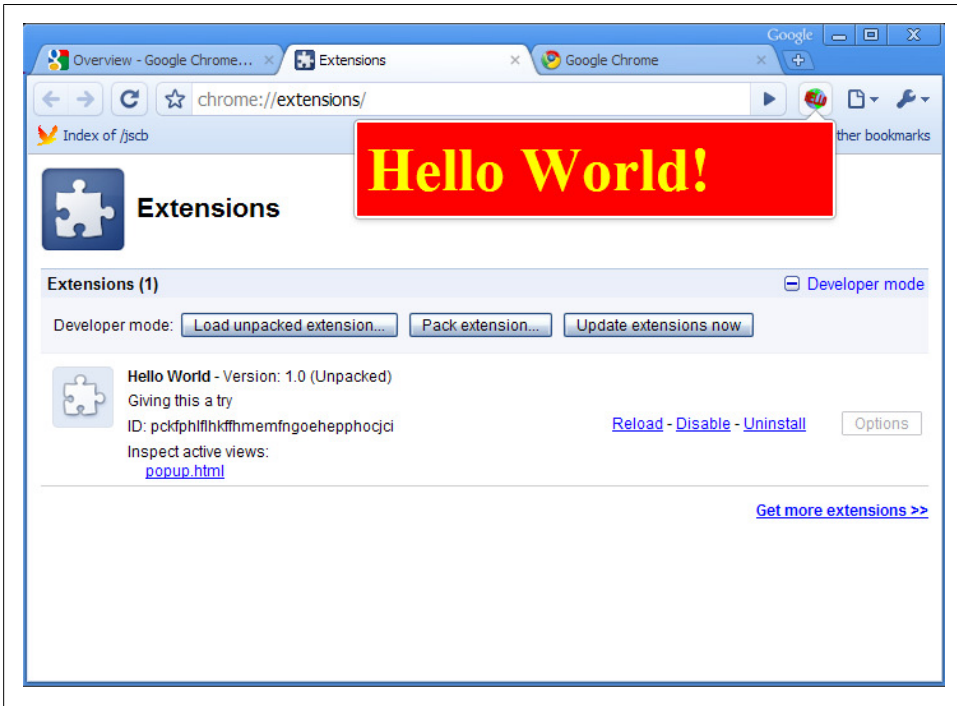 Google
Overview - Google Chrome... Extensions Google Chrome
chrome://extensions/
Index of /jscb ther bookmarks
Hello World!
Extensions
Extensions (1) Developer mode
Developer mode: Load unpacked extension... Pack extension... Update extensions now
Hello World - Version: 1.0 (Unpacked)
Giving this a try
ID: pckfphlflhkffhmemfngoehepphocjci Reload - Disable - Uninstall Options
Inspect active views:
popup.html
Get more extensions >>